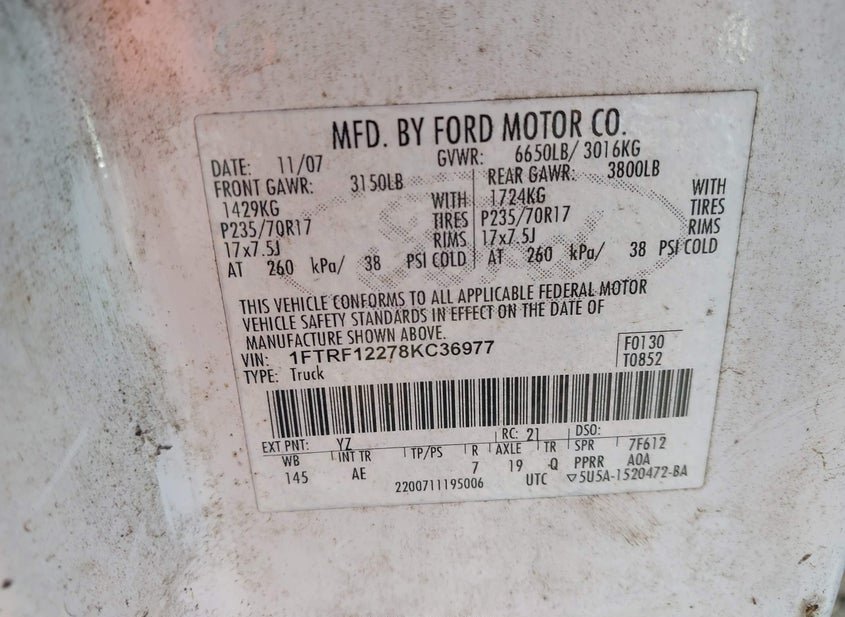 MFD. BY FORD MOTOR CO.
DATE: 11/07 GVWR: 6650LB/ 3016KG
FRONT GAWR: 3150LB REAR GAWR: 3800LB
1429KG WITH 1724KG WITH
P235/70R17 TIRES P235/70R17 TIRES
17x7.5J RIMS 17x7.5J RIMS
AT 260 kPa/ 38 PSI COLD AT 260 kPa/ 38 PSI COLD
THIS VEHICLE CONFORMS TO ALL APPLICABLE FEDERAL MOTOR
VEHICLE SAFETY STANDARDS IN EFFECT ON THE DATE OF
MANUFACTURE SHOWN ABOVE.
VIN: 1FTRF12278KC36977 F0130
TYPE: Truck T0852
EXT PNT: YZ RC: 21 DSO:
WB INT TR TP/PS R AXLE TR SPR 7F612
145 AE 7 19 Q PPRR A0A
2200711195006 UTC ▽5U5A-1520472-BA